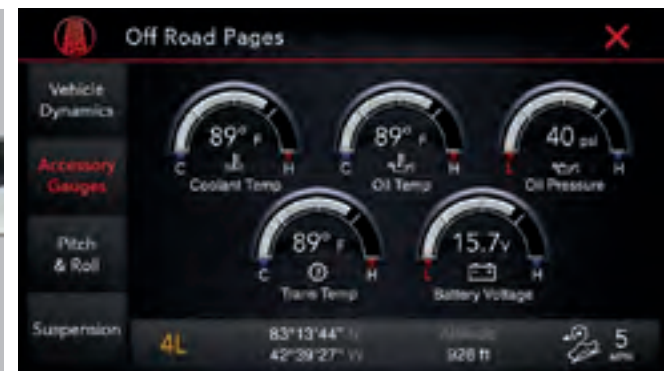 Off Road Pages
Vehicle
Dynamics
Accessory
Gauges
Pitch
& Roll
Suspension
89° F
C H
Coolant Temp
89° F
C H
Oil Temp
40 psi
L H
Oil Pressure
89° F
C H
Trans Temp
15.7v
L H
Battery Voltage
4L
83°13'44" N
42°39'27" W
Altitude
928 ft
5
MPH